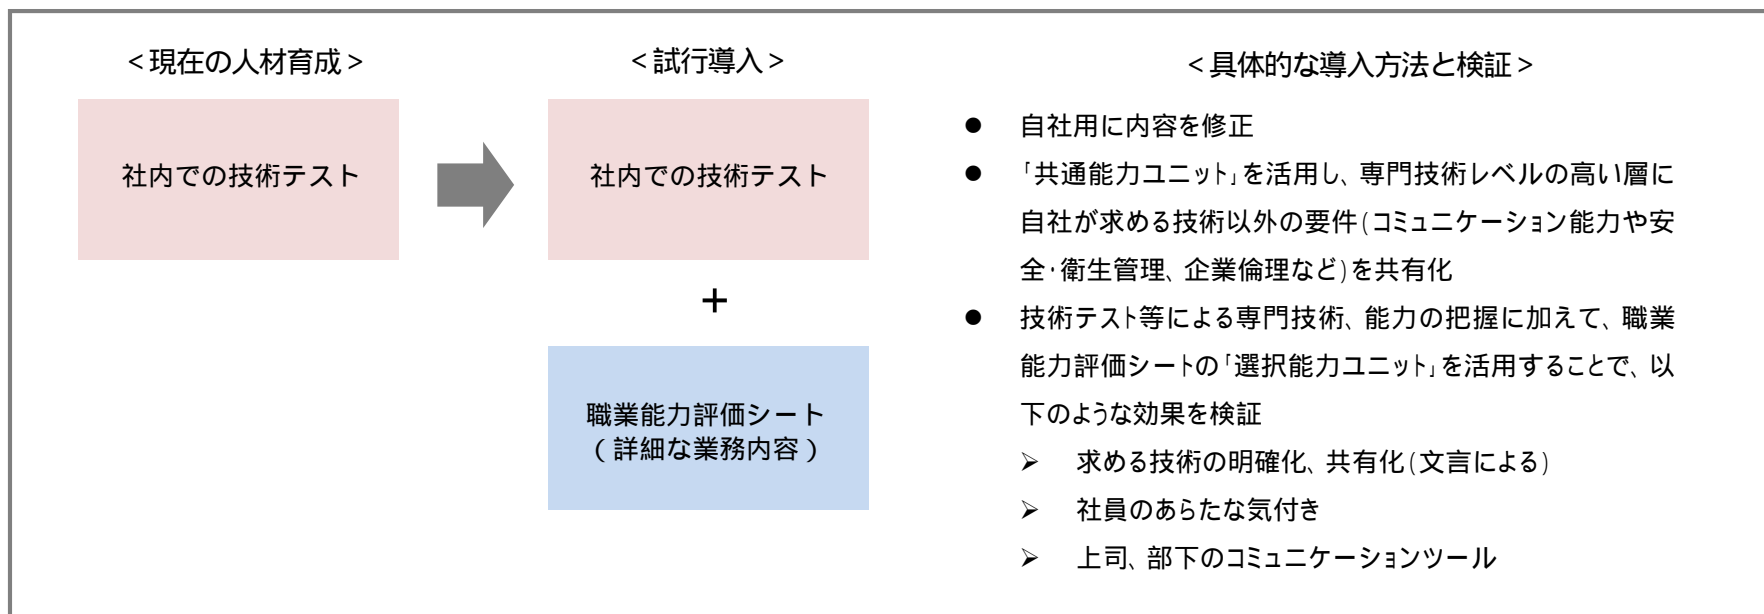 <現在の人材育成>
社内での技術テスト
<試行導入>
社内での技術テスト
+
職業能力評価シート
(詳細な業務内容)
<具体的な導入方法と検証>
● 自社用に内容を修正
● 「共通能力ユニット」を活用し、専門技術レベルの高い層に
自社が求める技術以外の要件(コミュニケーション能力や安
全・衛生管理、企業倫理など)を共有化
● 技術テスト等による専門技術、能力の把握に加えて、職業
能力評価シートの「選択能力ユニット」を活用することで、以
下のような効果を検証
➢ 求める技術の明確化、共有化(文言による)
➢ 社員のあらたな気付き
➢ 上司、部下のコミュニケーションツール